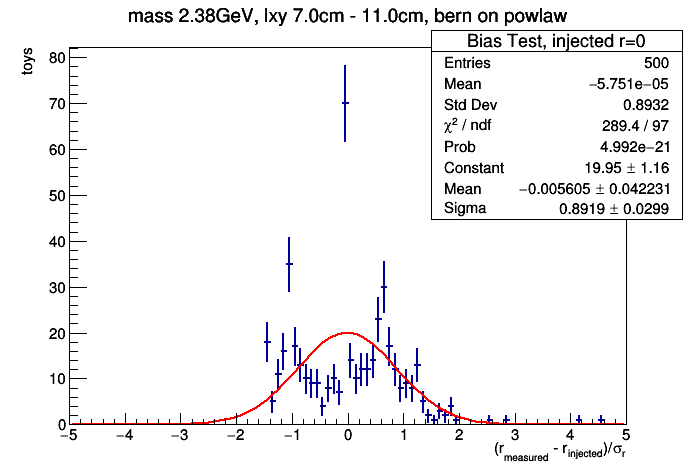 mass 2.38GeV, lxy 7.0cm - 11.0cm, bern on powlaw
Bias Test, injected r=0
Entries 500
Mean −5.751e−05
Std Dev 0.8932
χ² / ndf 289.4 / 97
Prob 4.992e−21
Constant 19.95 ± 1.16
Mean −0.005605 ± 0.042231
Sigma 0.8919 ± 0.0299
toys
80
70
60
50
40
30
20
10
0
−5 −4 −3 −2 −1 0 1 2 3 4 5
(r_measured - r_injected)/σ_r